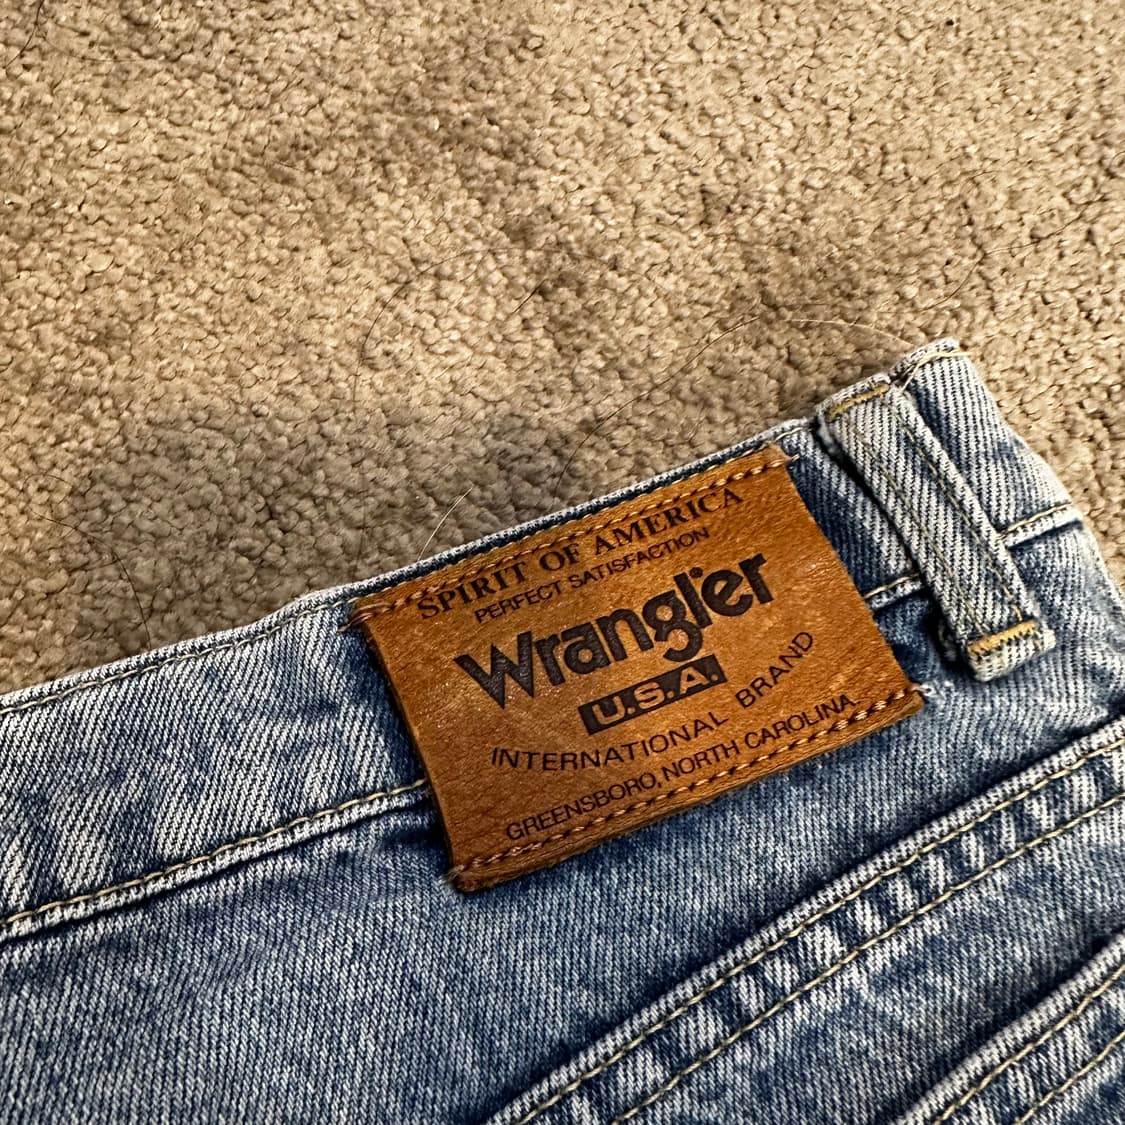 SPIRIT OF AMERICA
PERFECT SATISFACTION
Wrangler
U.S.A.
INTERNATIONAL BRAND
GREENSBORO, NORTH CAROLINA